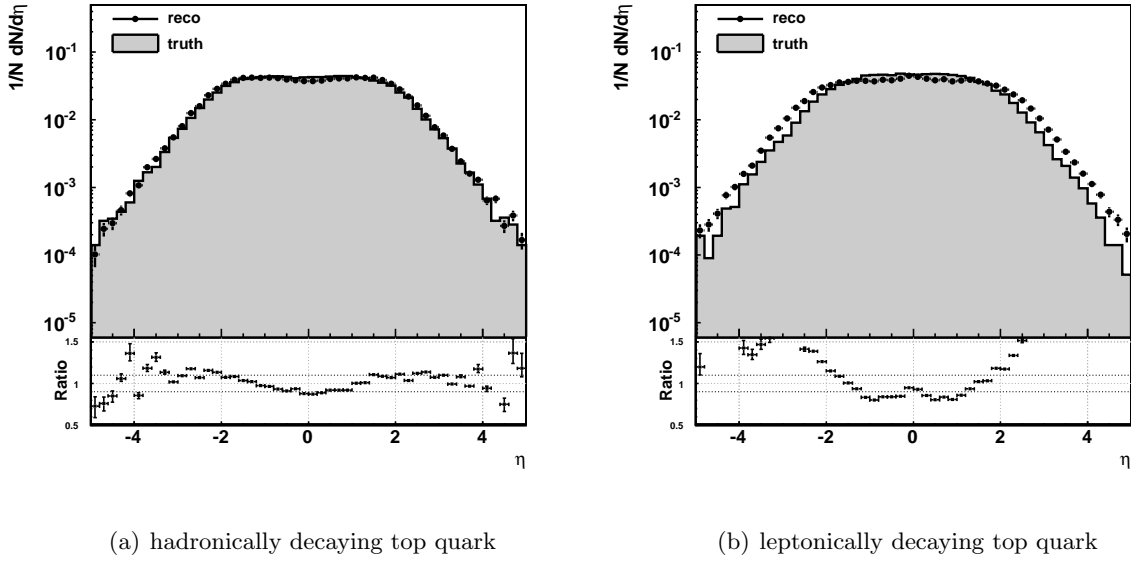 1/N dN/dη
reco
truth
10⁻¹
10⁻²
10⁻³
10⁻⁴
10⁻⁵
Ratio
1.5
1
0.5
-4 -2 0 2 4
η
(a) hadronically decaying top quark
1/N dN/dη
reco
truth
10⁻¹
10⁻²
10⁻³
10⁻⁴
10⁻⁵
Ratio
1.5
1
0.5
-4 -2 0 2 4
η
(b) leptonically decaying top quark